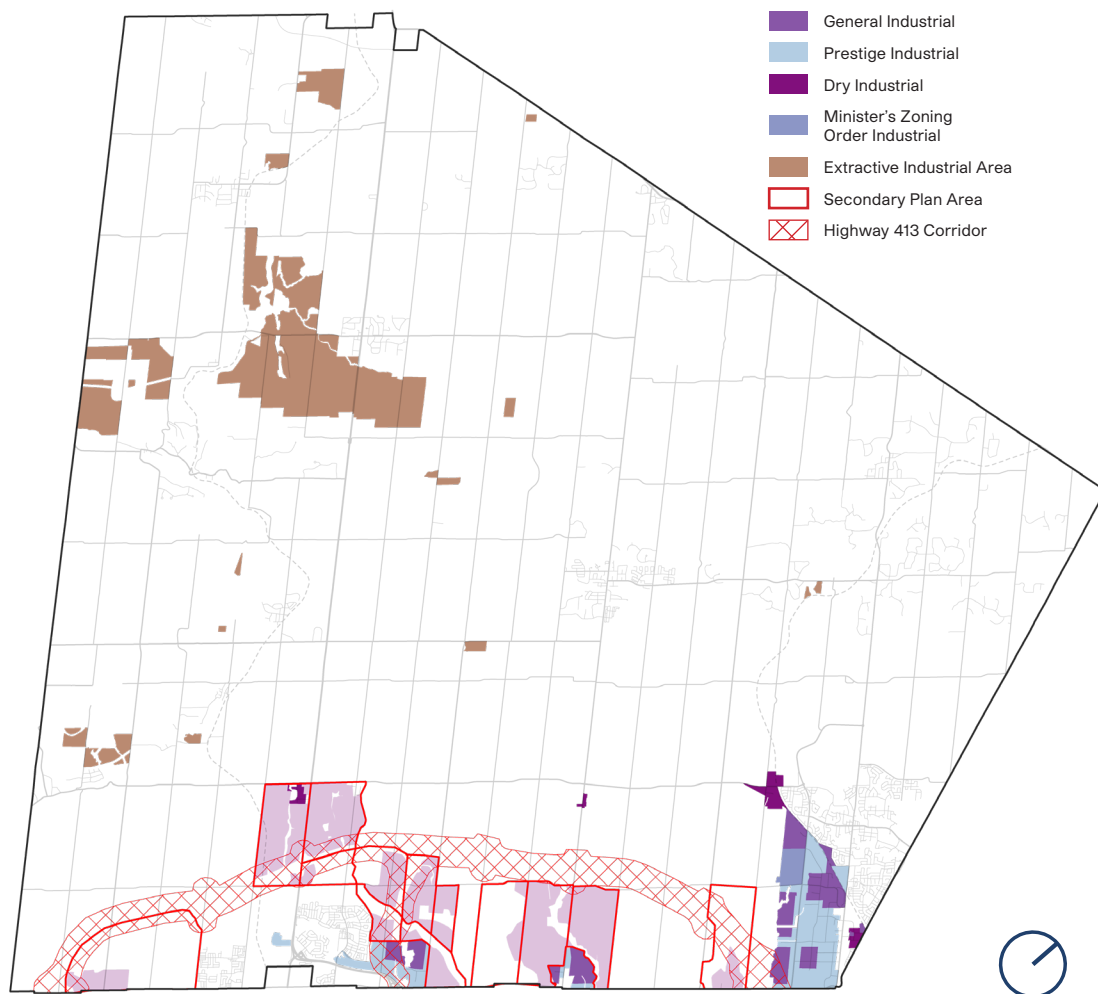 General Industrial
Prestige Industrial
Dry Industrial
Minister's Zoning
Order Industrial
Extractive Industrial Area
Secondary Plan Area
Highway 413 Corridor